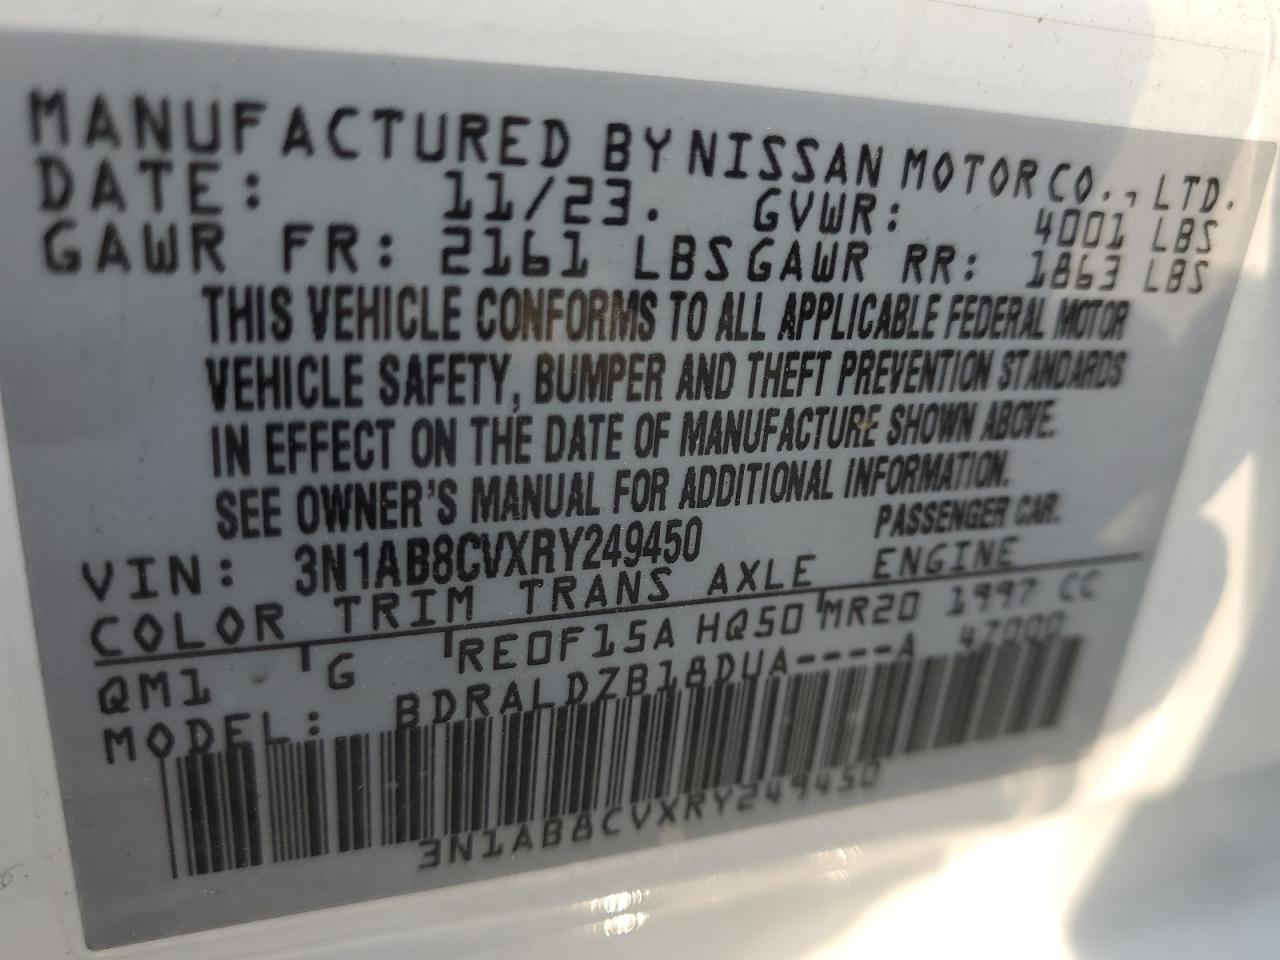 MANUFACTURED BY NISSAN MOTOR CO., LTD.
DATE: 11/23. GVWR: 4001 LBS
GAWR FR: 2161 LBS GAWR RR: 1863 LBS
THIS VEHICLE CONFORMS TO ALL APPLICABLE FEDERAL MOTOR
VEHICLE SAFETY, BUMPER AND THEFT PREVENTION STANDARDS
IN EFFECT ON THE DATE OF MANUFACTURE SHOWN ABOVE.
SEE OWNER'S MANUAL FOR ADDITIONAL INFORMATION.
VIN: 3N1AB8CVXRY249450 PASSENGER CAR.
COLOR TRIM TRANS AXLE ENGINE
QM1 G RE0F15A HQ50 MR20 1997 CC
MODEL: BDRALDZB18DUA----A 47000
3N1AB8CVXRY249450